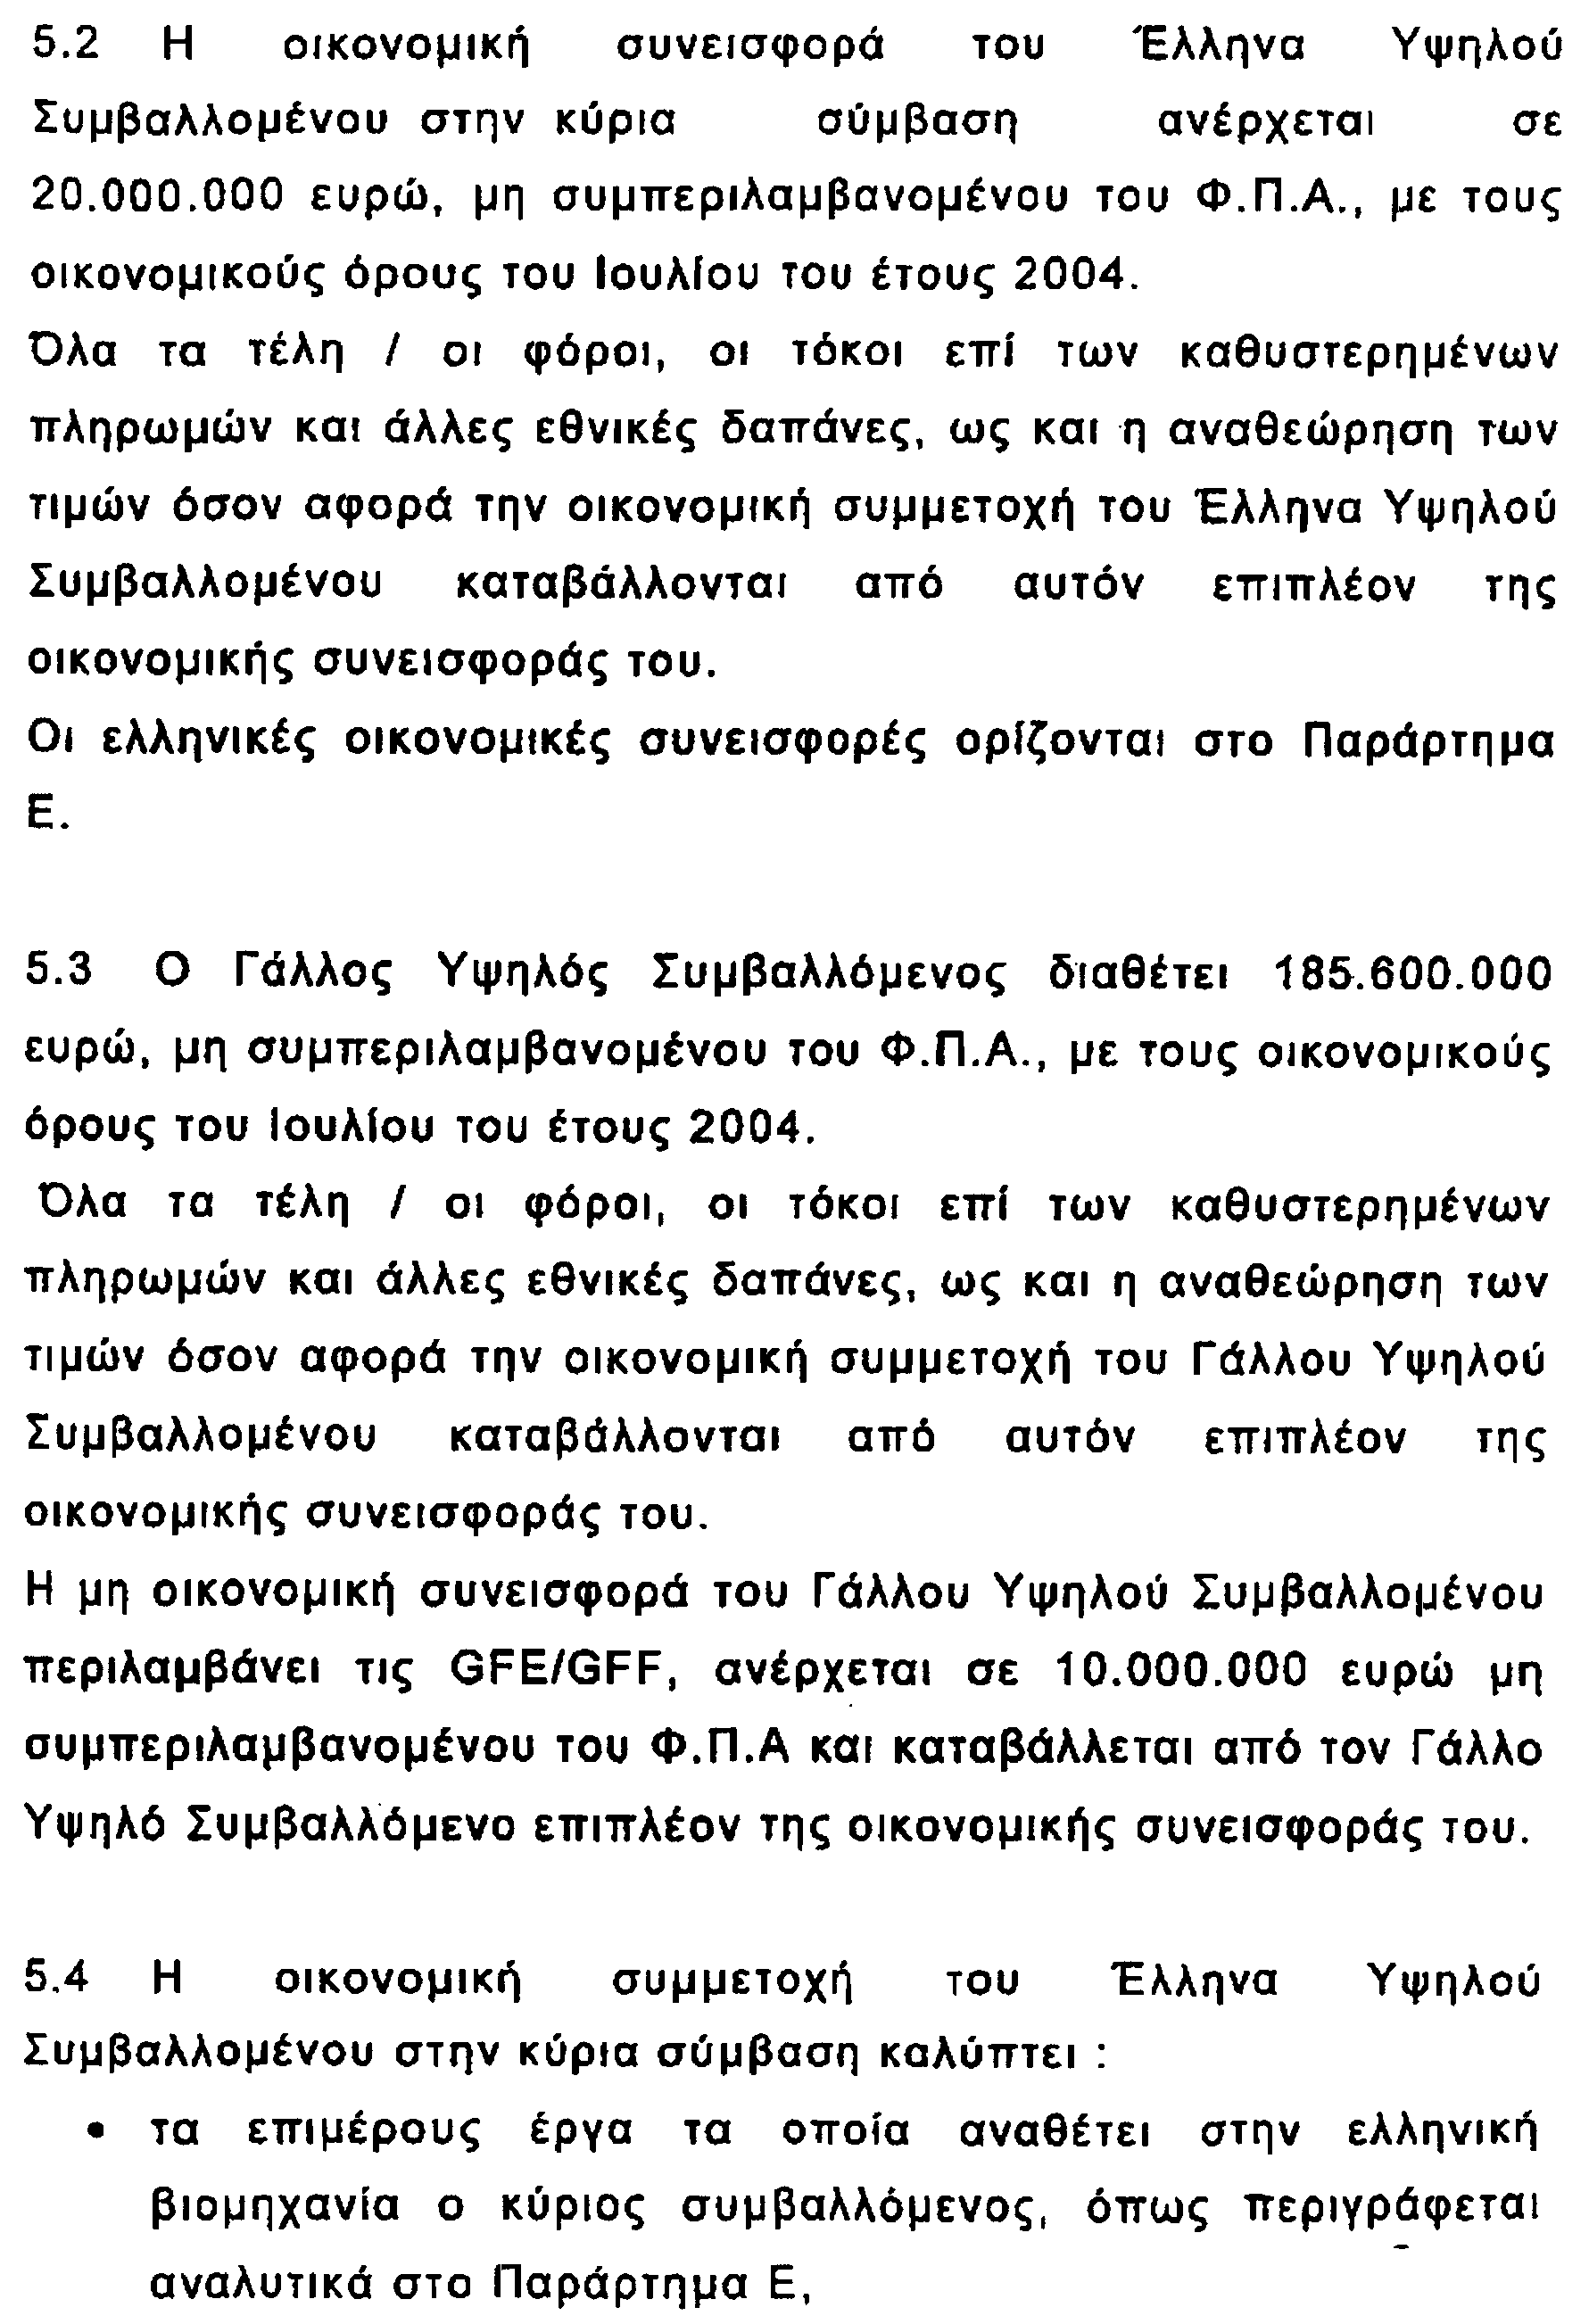 5.2 Η οικονομική συνεισφορά του Έλληνα Υψηλού
Συμβαλλομένου στην κύρια σύμβαση ανέρχεται σε
20.000.000 ευρώ, μη συμπεριλαμβανομένου του Φ.Π.Α., με τους
οικονομικούς όρους του Ιουλίου του έτους 2004.
Όλα τα τέλη / οι φόροι, οι τόκοι επί των καθυστερημένων
πληρωμών και άλλες εθνικές δαπάνες, ως και η αναθεώρηση των
τιμών όσον αφορά την οικονομική συμμετοχή του Έλληνα Υψηλού
Συμβαλλομένου καταβάλλονται από αυτόν επιπλέον της
οικονομικής συνεισφοράς του.
Οι ελληνικές οικονομικές συνεισφορές ορίζονται στο Παράρτημα
Ε.
5.3 Ο Γάλλος Υψηλός Συμβαλλόμενος διαθέτει 185.600.000
ευρώ, μη συμπεριλαμβανομένου του Φ.Π.Α., με τους οικονομικούς
όρους του Ιουλίου του έτους 2004.
Όλα τα τέλη / οι φόροι, οι τόκοι επί των καθυστερημένων
πληρωμών και άλλες εθνικές δαπάνες, ως και η αναθεώρηση των
τιμών όσον αφορά την οικονομική συμμετοχή του Γάλλου Υψηλού
Συμβαλλομένου καταβάλλονται από αυτόν επιπλέον της
οικονομικής συνεισφοράς του.
Η μη οικονομική συνεισφορά του Γάλλου Υψηλού Συμβαλλομένου
περιλαμβάνει τις GFE/GFF, ανέρχεται σε 10.000.000 ευρώ μη
συμπεριλαμβανομένου του Φ.Π.Α και καταβάλλεται από τον Γάλλο
Υψηλό Συμβαλλόμενο επιπλέον της οικονομικής συνεισφοράς του.
5.4 Η οικονομική συμμετοχή του Έλληνα Υψηλού
Συμβαλλομένου στην κύρια σύμβαση καλύπτει :
• τα επιμέρους έργα τα οποία αναθέτει στην ελληνική
βιομηχανία ο κύριος συμβαλλόμενος, όπως περιγράφεται
αναλυτικά στο Παράρτημα Ε,